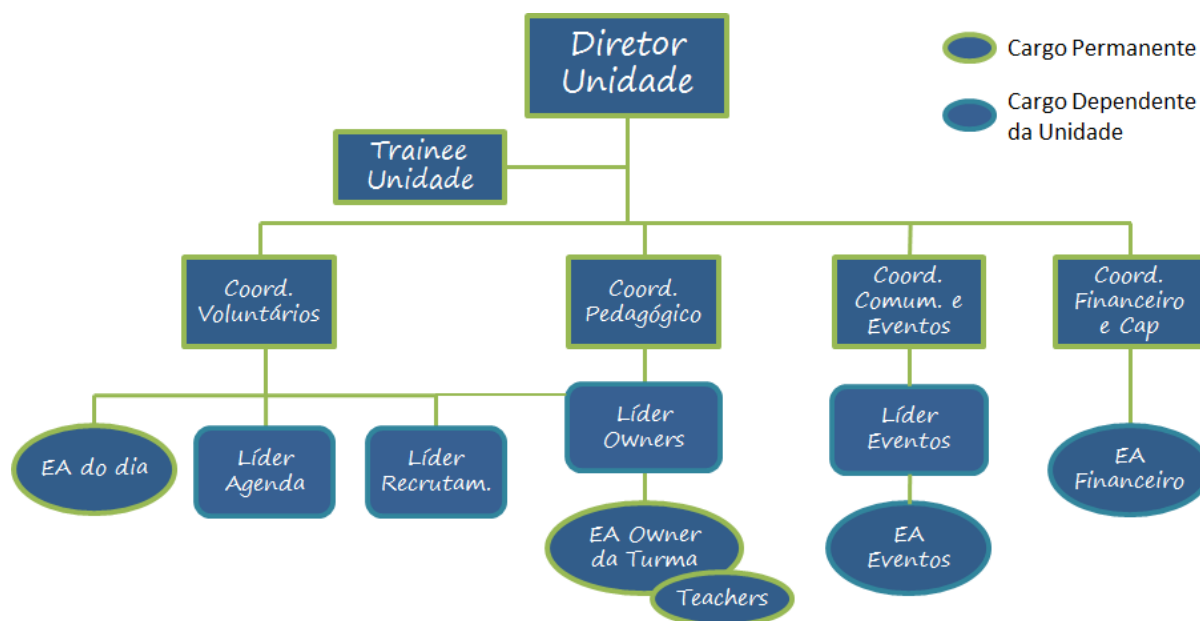 Diretor
Unidade
Cargo Permanente
Cargo Dependente
da Unidade
Trainee
Unidade
Coord.
Voluntários
Coord.
Pedagógico
Coord.
Comum. e
Eventos
Coord.
Financeiro
e Cap
EA do dia
Líder
Agenda
Líder
Recrutam.
Líder
Owners
Líder
Eventos
EA
Financeiro
EA Owner
da Turma
Teachers
EA
Eventos